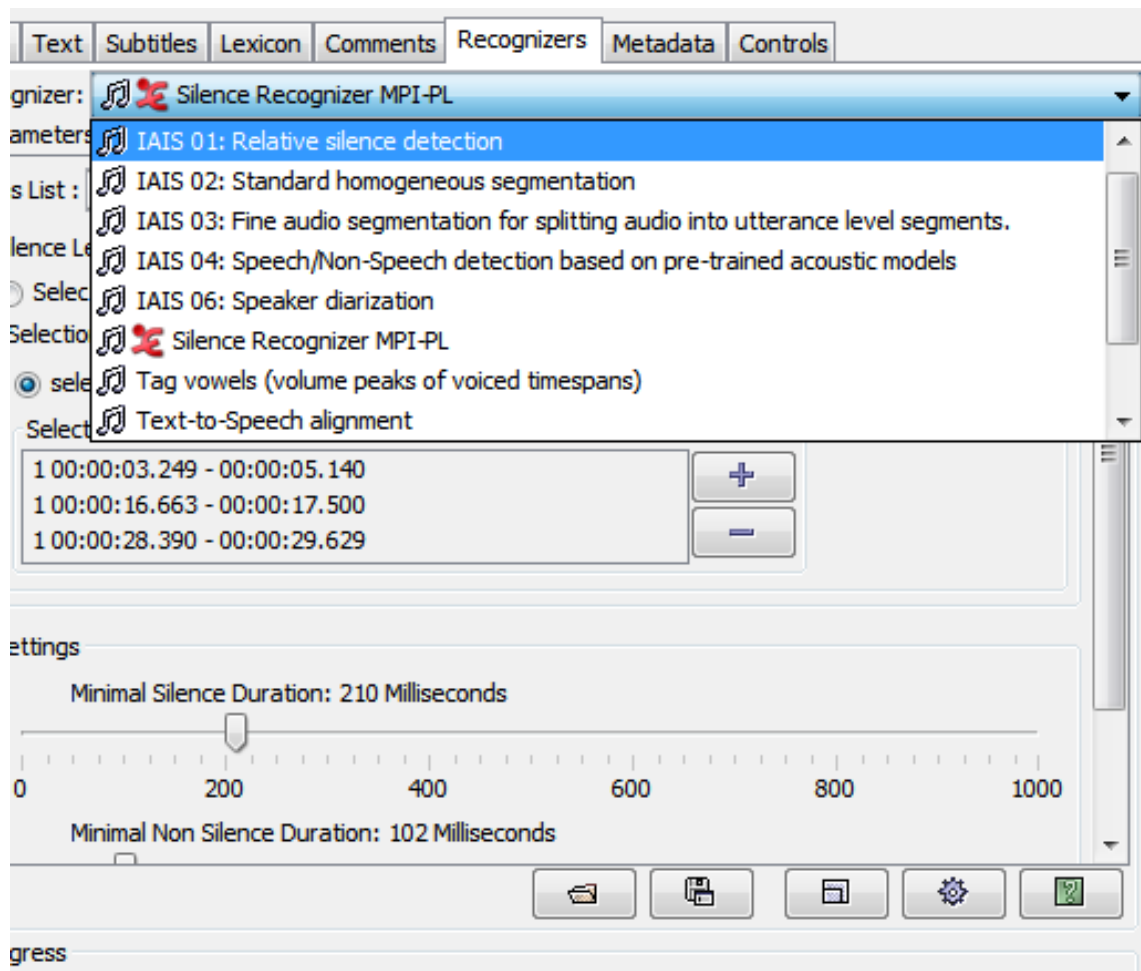 Text Subtitles Lexicon Comments Recognizers Metadata Controls
gnizer: Silence Recognizer MPI-PL
ameters
IAIS 01: Relative silence detection
IAIS 02: Standard homogeneous segmentation
s List :
IAIS 03: Fine audio segmentation for splitting audio into utterance level segments.
lence Le
IAIS 04: Speech/Non-Speech detection based on pre-trained acoustic models
Selec
IAIS 06: Speaker diarization
Selectio
Silence Recognizer MPI-PL
sele
Tag vowels (volume peaks of voiced timespans)
Select
Text-to-Speech alignment
1 00:00:03.249 - 00:00:05.140
1 00:00:16.663 - 00:00:17.500
1 00:00:28.390 - 00:00:29.629
ettings
Minimal Silence Duration: 210 Milliseconds
0 200 400 600 800 1000
Minimal Non Silence Duration: 102 Milliseconds
gress